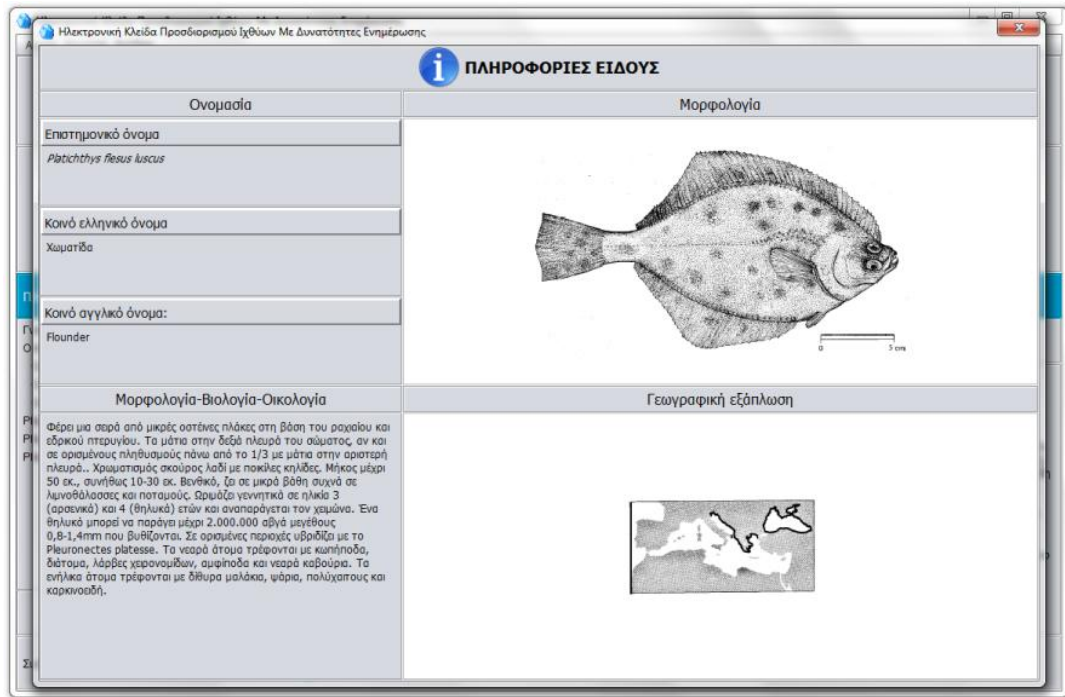 Ηλεκτρονική Κλείδα Προσδιορισμού Ιχθύων Με Δυνατότητες Ενημέρωσης
ΠΛΗΡΟΦΟΡΙΕΣ ΕΙΔΟΥΣ
Ονομασία
Επιστημονικό όνομα
Platichthys flesus luscus
Κοινό ελληνικό όνομα
Χωματίδα
Κοινό αγγλικό όνομα:
Flounder
Μορφολογία
0 5 cm
Μορφολογία-Βιολογία-Οικολογία
Φέρει μια σειρά από μικρές οστέινες πλάκες στη βάση του ραχιαίου και
εδρικού πτερυγίου. Τα μάτια στην δεξιά πλευρά του σώματος, αν και
σε ορισμένους πληθυσμούς πάνω από το 1/3 με μάτια στην αριστερή
πλευρά.. Χρωματισμός σκούρος λαδί με ποικίλες κηλίδες. Μήκος μέχρι
50 εκ., συνήθως 10-30 εκ. Βενθικό, ζει σε μικρά βάθη συχνά σε
λιμνοθάλασσες και ποταμούς. Ωριμάζει γεννητικά σε ηλικία 3
(αρσενικά) και 4 (θηλυκά) ετών και αναπαράγεται τον χειμώνα. Ένα
θηλυκό μπορεί να παράγει μέχρι 2.000.000 αβγά μεγέθους
0,8-1,4mm που βυθίζονται. Σε ορισμένες περιοχές υβριδίζει με το
Pleuronectes platesse. Τα νεαρά άτομα τρέφονται με κωπήποδα,
διάτομα, λάρβες χειρονομίδων, αμφίποδα και νεαρά καβούρια. Τα
ενήλικα άτομα τρέφονται με δίθυρα μαλάκια, ψάρια, πολύχαιτους και
καρκινοειδή.
Γεωγραφική εξάπλωση